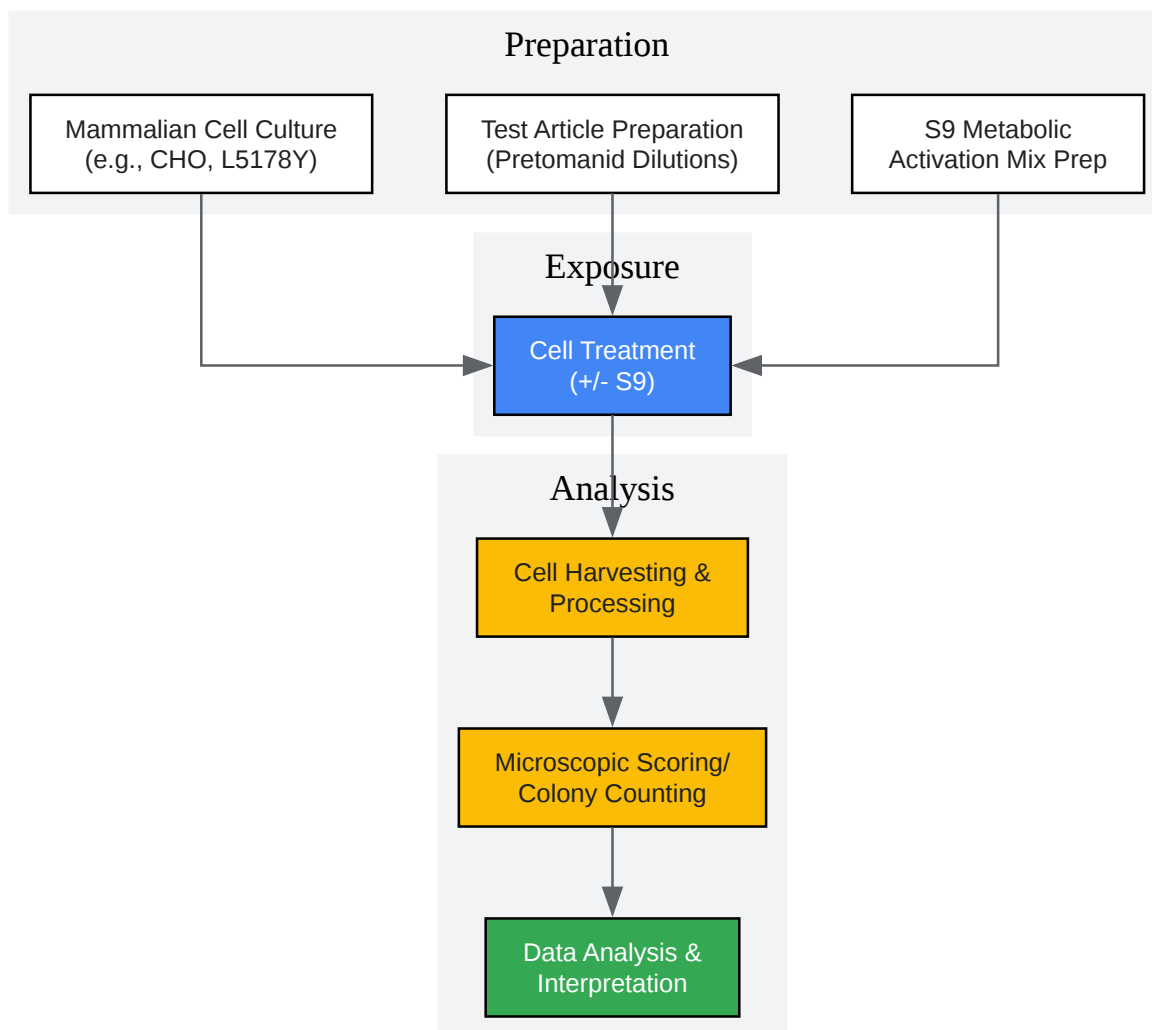 Preparation
Mammalian Cell Culture
(e.g., CHO, L5178Y)
Test Article Preparation
(Pretomanid Dilutions)
S9 Metabolic
Activation Mix Prep
Exposure
Cell Treatment
(+/- S9)
Analysis
Cell Harvesting &
Processing
Microscopic Scoring/
Colony Counting
Data Analysis &
Interpretation